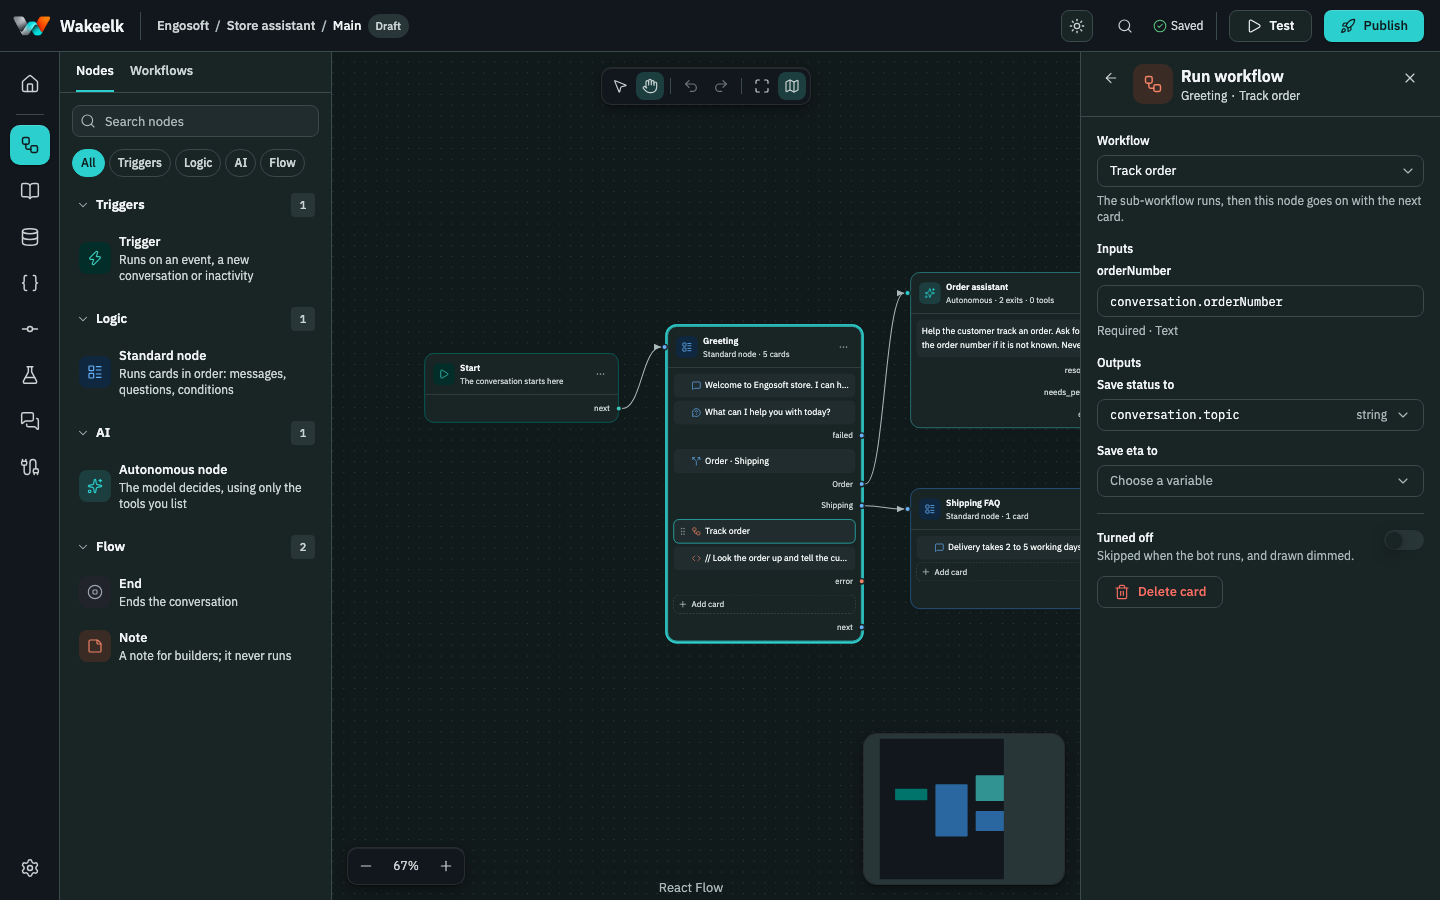 Wakeelk
Engosoft / Store assistant / Main
Draft
Saved
Test
Publish
Nodes
Workflows
Search nodes
All
Triggers
Logic
AI
Flow
Triggers
1
Trigger
Runs on an event, a new
conversation or inactivity
Logic
1
Standard node
Runs cards in order: messages,
questions, conditions
AI
1
Autonomous node
The model decides, using only the
tools you list
Flow
2
End
Ends the conversation
Note
A note for builders; it never runs
Start
The conversation starts here
next
Greeting
Standard node · 5 cards
Welcome to Engosoft store. I can h...
What can I help you with today?
failed
Order · Shipping
Order
Shipping
Track order
// Look the order up and tell the cu...
error
Add card
next
Order assistant
Autonomous · 2 exits · 0 tools
Help the customer track an order. Ask fo
the order number if it is not known. Neve
reso
needs_pe
Shipping FAQ
Standard node · 1 card
Delivery takes 2 to 5 working days
Add card
67%
React Flow
Run workflow
Greeting · Track order
Workflow
Track order
The sub-workflow runs, then this node goes on with the next
card.
Inputs
orderNumber
conversation.orderNumber
Required · Text
Outputs
Save status to
conversation.topic
string
Save eta to
Choose a variable
Turned off
Skipped when the bot runs, and drawn dimmed.
Delete card